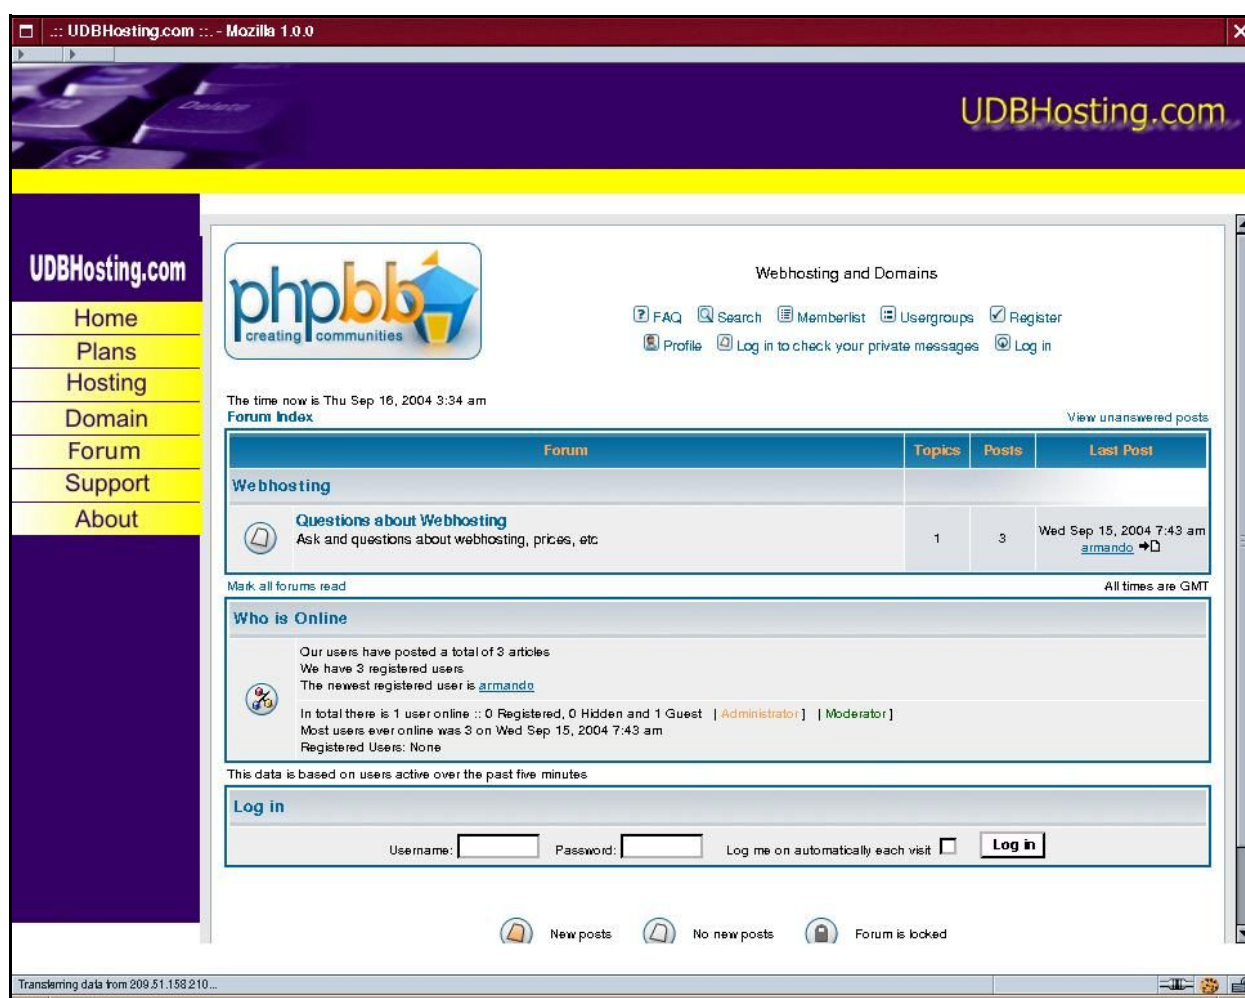 .:: UDBHosting.com ::. - Mozilla 1.0.0
Delete
UDBHosting.com
UDBHosting.com
Home
Plans
Hosting
Domain
Forum
Support
About
phpbb
creating communities
Webhosting and Domains
FAQ Search Memberlist Usergroups Register
Profile Log in to check your private messages Log in
The time now is Thu Sep 16, 2004 3:34 am
Forum Index
View unanswered posts
Forum Topics Posts Last Post
Webhosting
Questions about Webhosting
Ask and questions about webhosting, prices, etc
1 3 Wed Sep 15, 2004 7:43 am
armando
Mark all forums read
All times are GMT
Who is Online
Our users have posted a total of 3 articles
We have 3 registered users
The newest registered user is armando
In total there is 1 user online :: 0 Registered, 0 Hidden and 1 Guest [ Administrator ] [ Moderator ]
Most users ever online was 3 on Wed Sep 15, 2004 7:43 am
Registered Users: None
This data is based on users active over the past five minutes
Log in
Username: Password: Log me on automatically each visit Log in
New posts No new posts Forum is locked
Transferring data from 209.51.158.210...